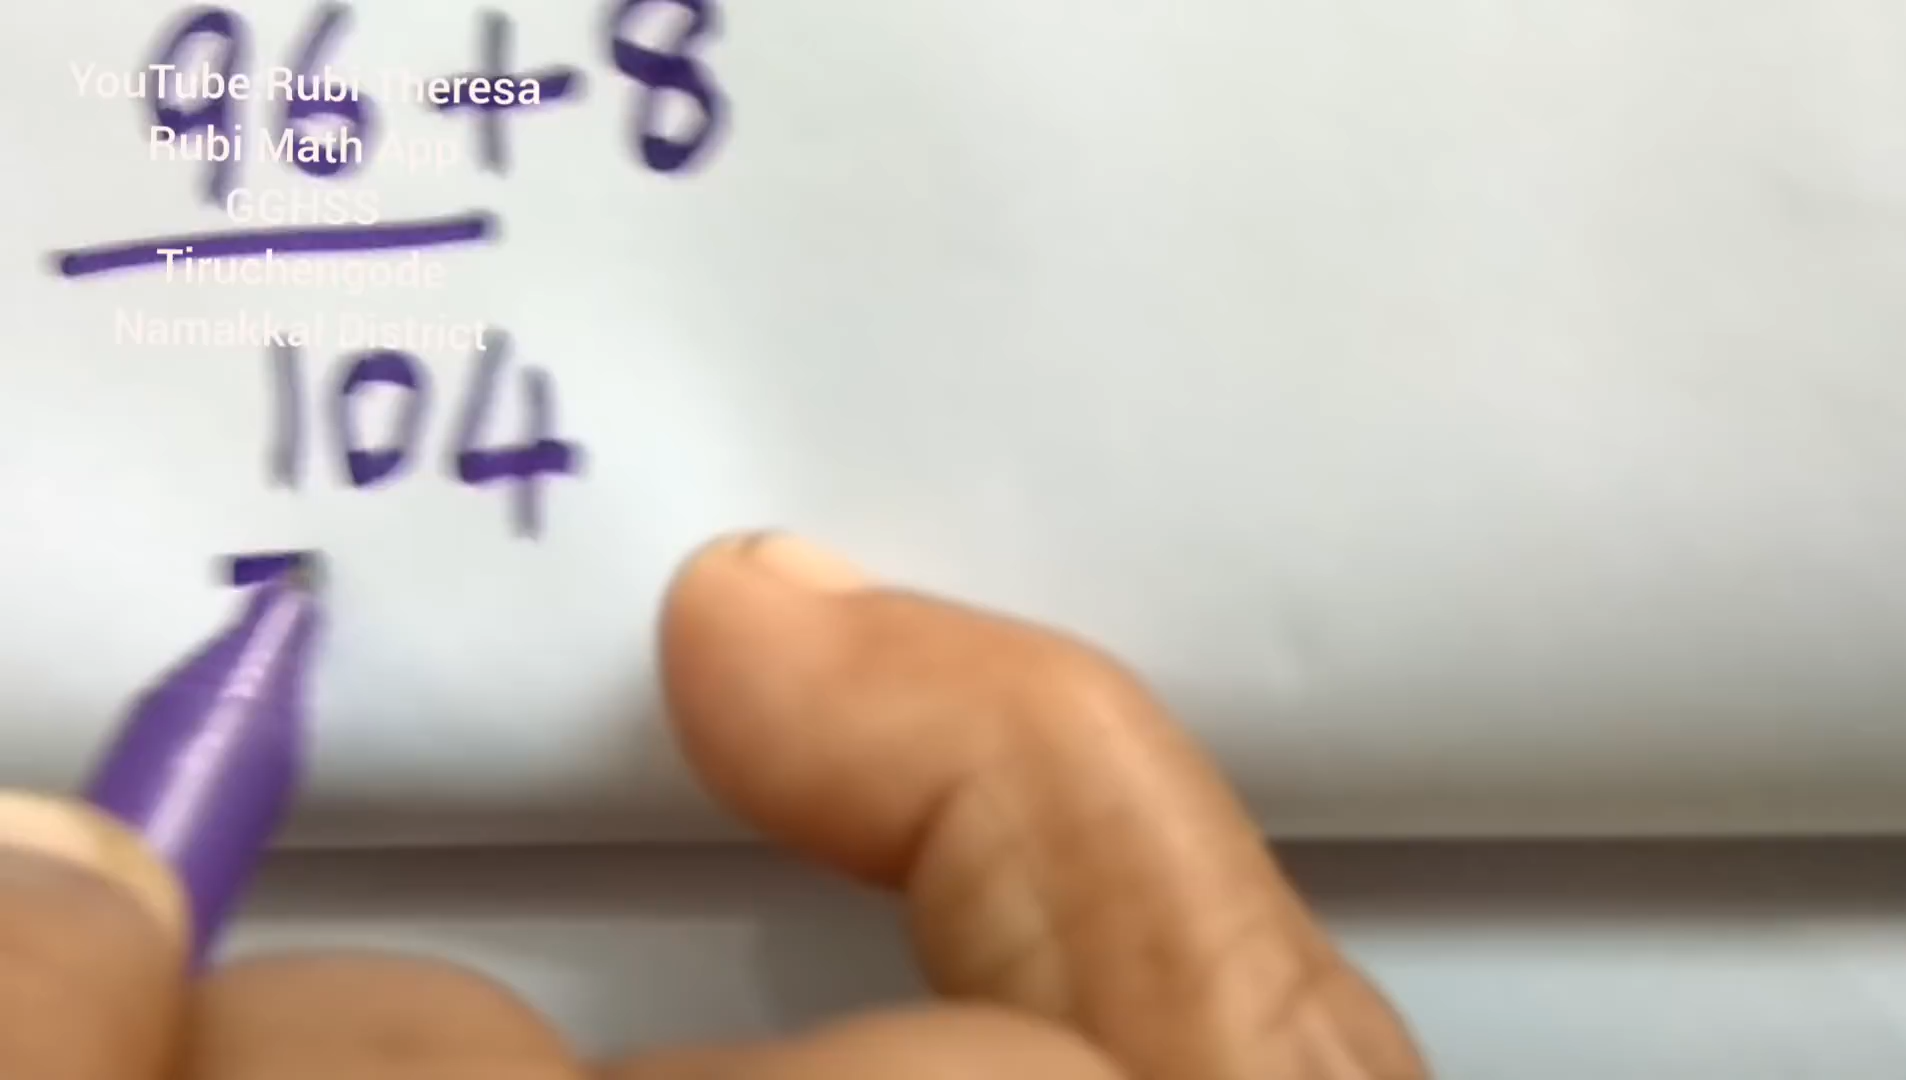 96+8
YouTube:Rubi Theresa
Rubi Math App
GGHSS
Tiruchengode
Namakkal District
104